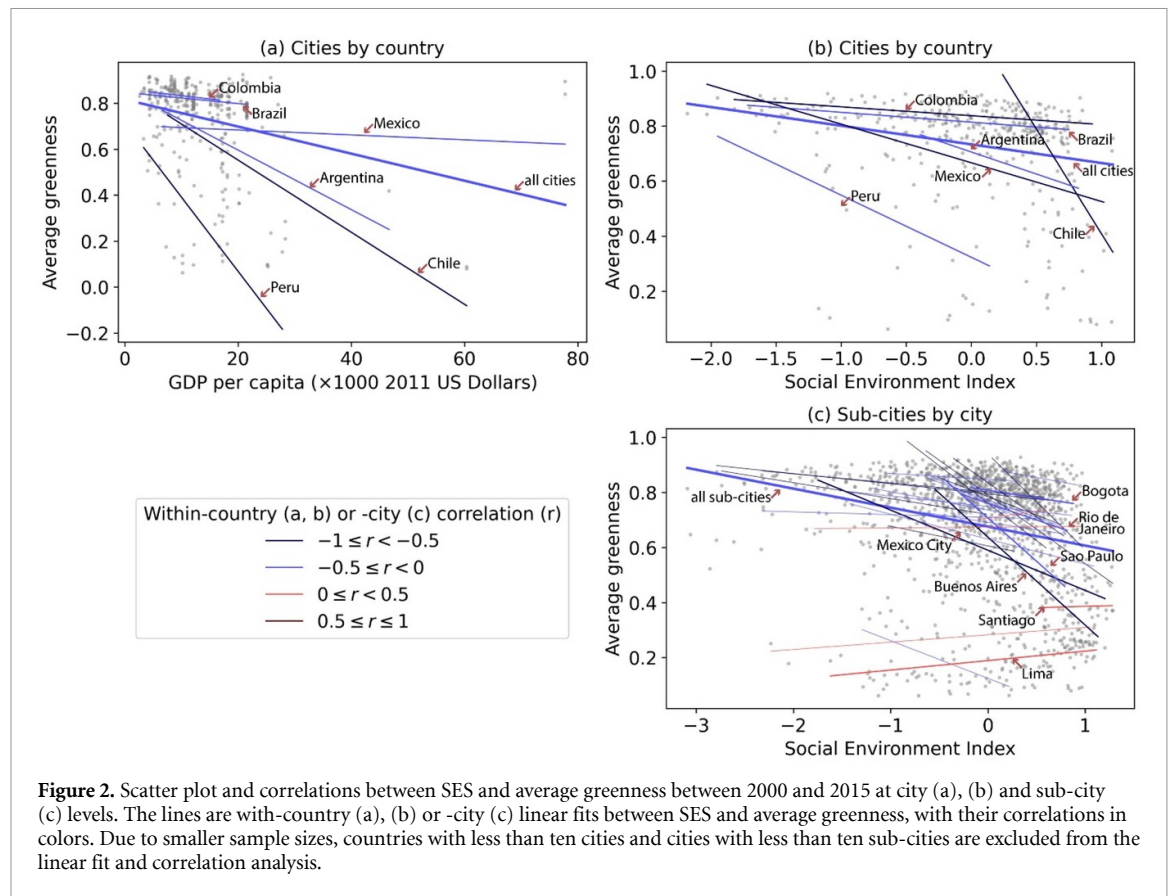 (a) Cities by country
Average greenness
0.8
0.6
0.4
0.2
0.0
−0.2
Colombia
Brazil
Mexico
Argentina
all cities
Chile
Peru
0 20 40 60 80
GDP per capita (×1000 2011 US Dollars)
(b) Cities by country
Average greenness
1.0
0.8
0.6
0.4
0.2
Colombia
Brazil
Argentina
all cities
Mexico
Peru
Chile
−2.0 −1.5 −1.0 −0.5 0.0 0.5 1.0
Social Environment Index
Within-country (a, b) or -city (c) correlation (r)
−1 ≤ r < −0.5
−0.5 ≤ r < 0
0 ≤ r < 0.5
0.5 ≤ r ≤ 1
(c) Sub-cities by city
Average greenness
1.0
0.8
0.6
0.4
0.2
all sub-cities
Bogota
Rio de
Janeiro
Mexico City
Sao Paulo
Buenos Aires
Santiago
Lima
−3 −2 −1 0 1
Social Environment Index
Figure 2. Scatter plot and correlations between SES and average greenness between 2000 and 2015 at city (a), (b) and sub-city
(c) levels. The lines are with-country (a), (b) or -city (c) linear fits between SES and average greenness, with their correlations in
colors. Due to smaller sample sizes, countries with less than ten cities and cities with less than ten sub-cities are excluded from the
linear fit and correlation analysis.